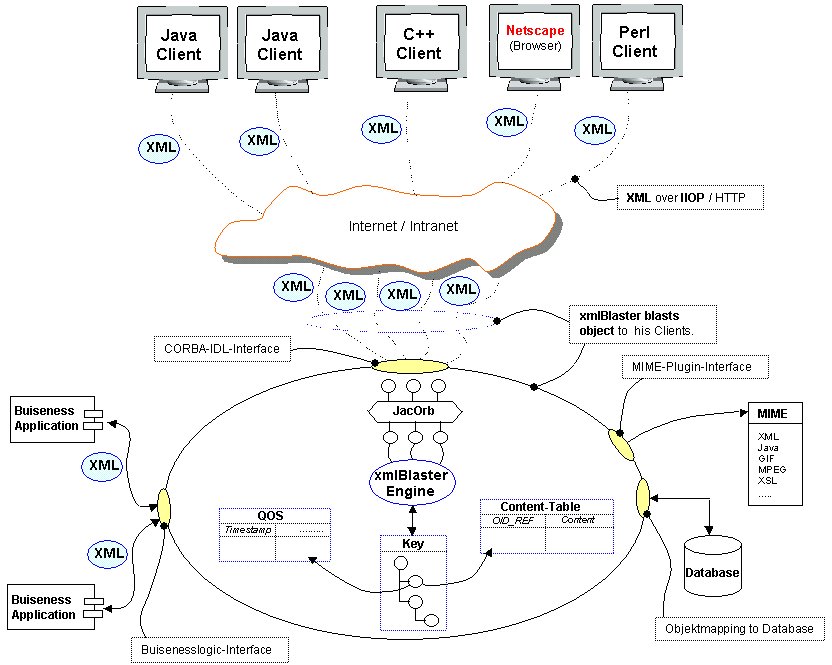 Java
Client
Java
Client
C++
Client
Netscape
(Browser)
Perl
Client
XML
XML
XML
XML
XML
XML over IIOP / HTTP
Internet / Intranet
XML
XML
XML
XML
xmlBlaster blasts
object to his Clients.
CORBA-IDL-Interface
MIME-Plugin-Interface
JacOrb
Buiseness
Application
MIME
XML
Java
GIF
MPEG
XSL
.....
XML
xmlBlaster
Engine
QOS
Timestamp
.........
Content-Table
OID_REF
Content
Key
XML
Database
Buiseness
Application
Buisenesslogic-Interface
Objektmapping to Database